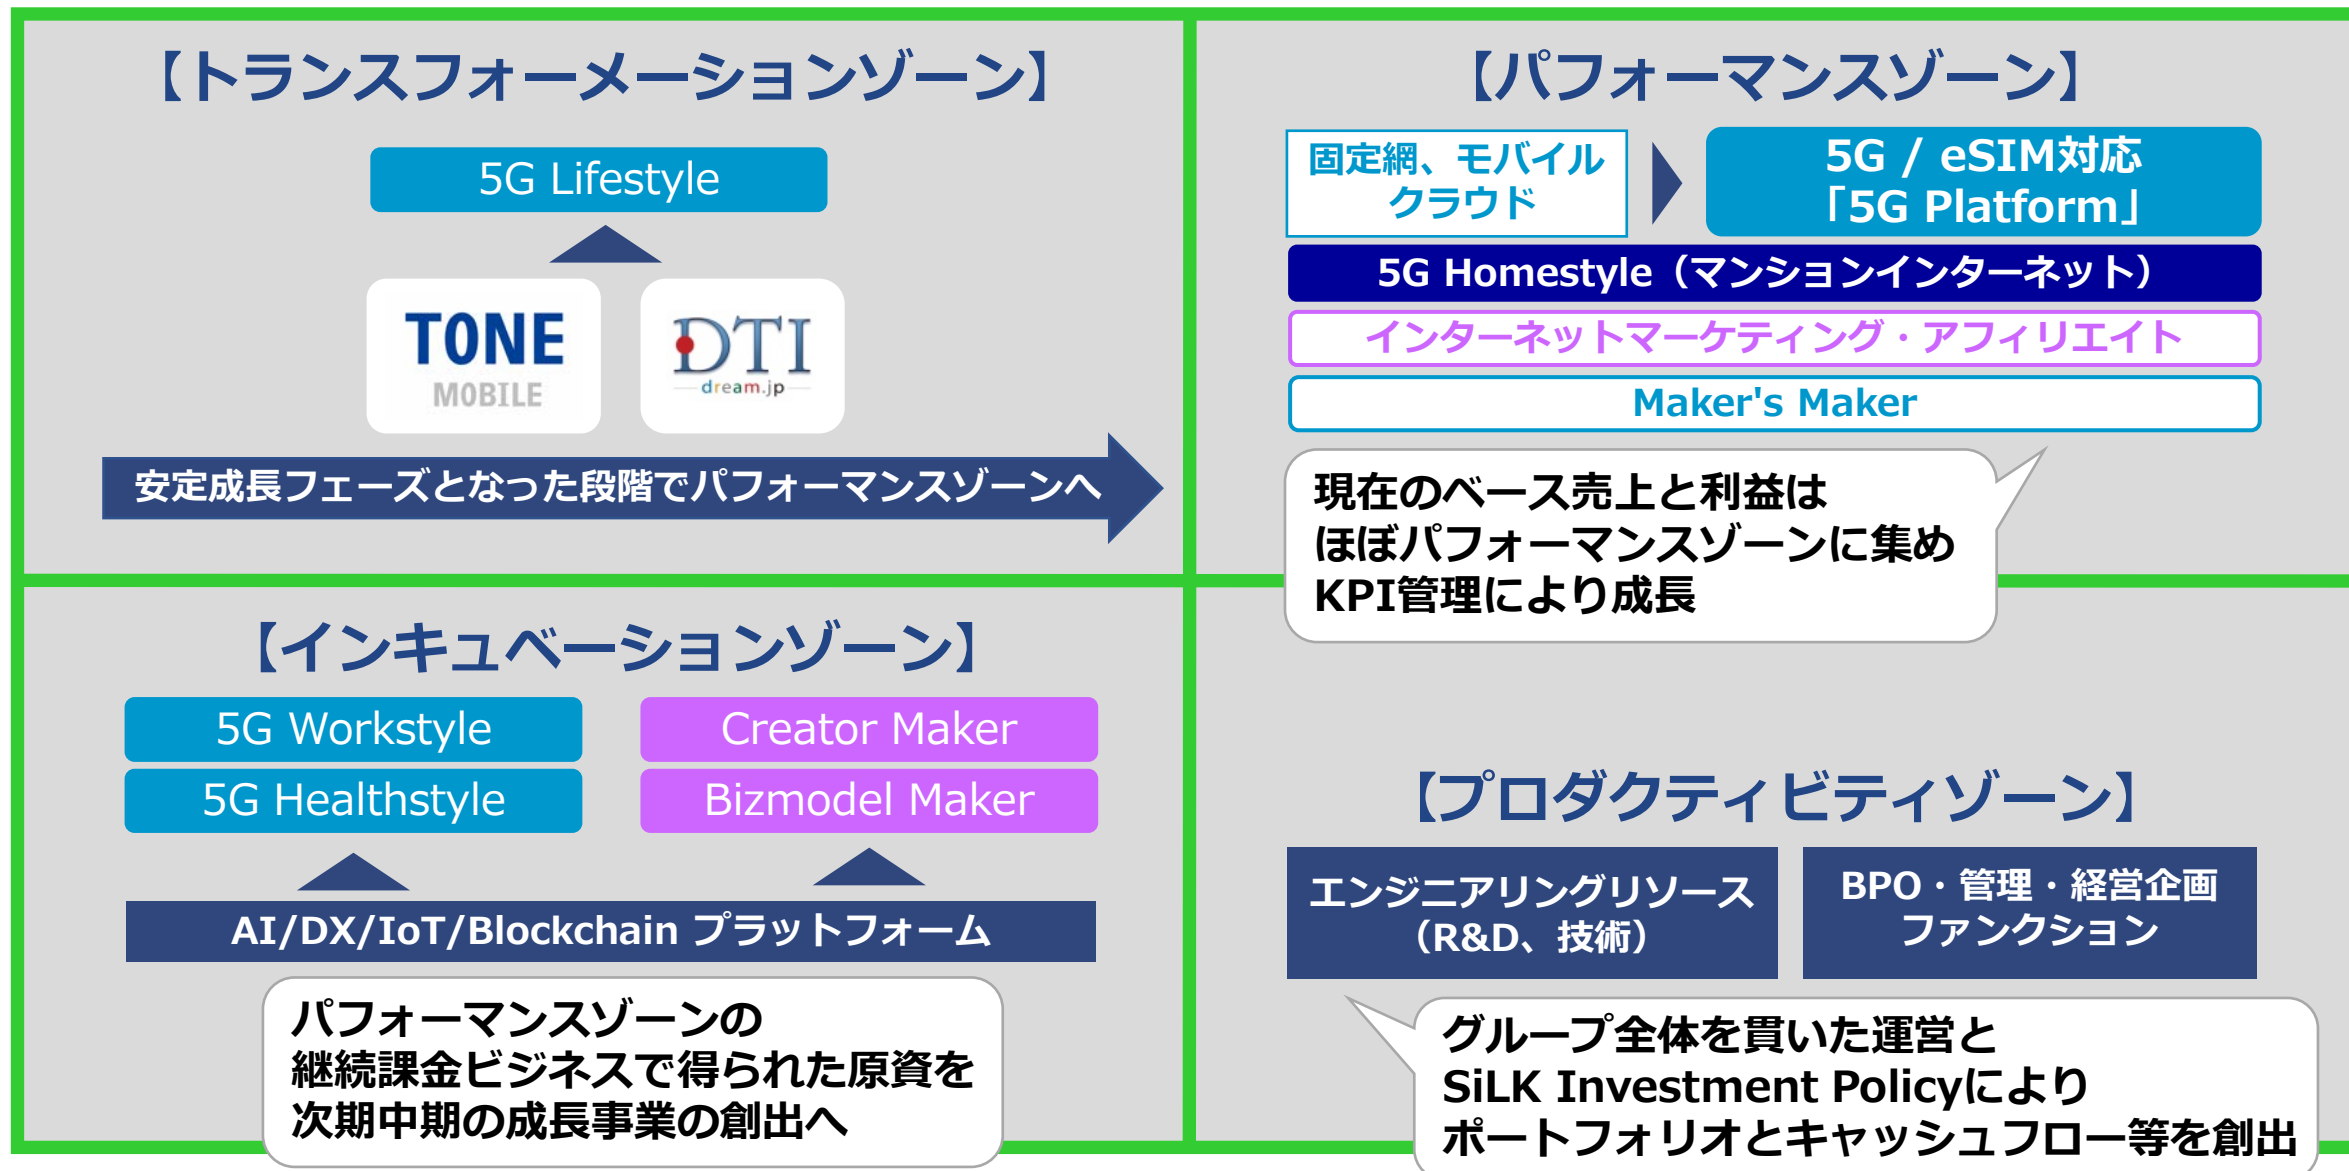 【トランスフォーメーションゾーン】
5G Lifestyle
TONE
MOBILE
DTI
dream.jp
安定成長フェーズとなった段階でパフォーマンスゾーンへ
【パフォーマンスゾーン】
固定網、モバイル
クラウド
5G / eSIM対応
「5G Platform」
5G Homestyle（マンションインターネット）
インターネットマーケティング・アフィリエイト
Maker's Maker
現在のベース売上と利益は
ほぼパフォーマンスゾーンに集め
KPI管理により成長
【インキュベーションゾーン】
5G Workstyle
Creator Maker
5G Healthstyle
Bizmodel Maker
AI/DX/IoT/Blockchain プラットフォーム
パフォーマンスゾーンの
継続課金ビジネスで得られた原資を
次期中期の成長事業の創出へ
【プロダクティビティゾーン】
エンジニアリングリソース
（R&D、技術）
BPO・管理・経営企画
ファンクション
グループ全体を貫いた運営と
SiLK Investment Policyにより
ポートフォリオとキャッシュフロー等を創出